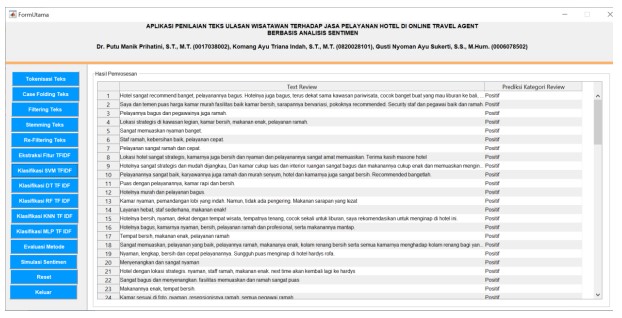 FormUtama
APLIKASI PENILAIAN TEKS ULASAN WISATAWAN TERHADAP JASA PELAYANAN HOTEL DI ONLINE TRAVEL AGENT
BERBASIS ANALISIS SENTIMEN
Dr. Putu Manik Prihatini, S.T., M.T. (0017038002), Komang Ayu Triana Indah, S.T., M.T. (0820028101), Gusti Nyoman Ayu Sukerti, S.S., M.Hum. (0006078502)
Tokenisasi Teks
Case Folding Teks
Filtering Teks
Stemming Teks
Re-Filtering Teks
Ekstraksi Fitur TFIDF
Klasifikasi SVM TFIDF
Klasifikasi DT TF IDF
Klasifikasi RF TF IDF
Klasifikasi KNN TF IDF
Klasifikasi MLP TF IDF
Evaluasi Metode
Simulasi Sentimen
Reset
Keluar
Hasil Pemrosesan
Text Review Prediksi Kategori Review
1 Hotel sangat recommend banget, pelayanannya bagus. Hotelnya juga bagus, terus dekat sama kawasan pariwisata, cocok banget buat yang mau liburan ke bali, ... Positif
2 Saya dan temen puas harga kamar murah fasilitas baik kamar bersih, sarapannya bervariasi, pokoknya recommended. Security staf dan pegawai baik dan ramah. Positif
3 Pelayannya bagus dan pegawainya juga ramah. Positif
4 Lokasi strategis di kawasan legian, kamar bersih, makanan enak, pelayanan ramah. Positif
5 Sangat memuaskan nyaman banget. Positif
6 Staf ramah, kebersihan baik, pelayanan cepat. Positif
7 Pelayanan sangat ramah dan cepat. Positif
8 Lokasi hotel sangat strategis, kamarnya juga bersih dan nyaman dan pelayanannya sangat amat memuaskan. Terima kasih maxone hotel Positif
9 Hotelnya sangat strategis dan mudah dijangkau, Dan kamar cukup luas dan interior ruangan sangat bagus dan makanannya cukup enak dan memuaskan mengin... Positif
10 Pelayanannya sangat baik, karyawannya juga ramah dan murah senyum, hotel dan kamarnya juga sangat bersih. Recommended bangetlah. Positif
11 Puas dengan pelayanannya, kamar rapi dan bersih. Positif
12 Hotelnya murah dan pelayanan bagus. Positif
13 Kamar nyaman, pemandangan loby yang indah. Namun, tidak ada pengering. Makanan sarapan yang lezat Positif
14 Layanan hebat, staf sederhana, makanan enak! Positif
15 Hotelnya bersih, nyaman, dekat dengan tempat wisata, tempatnya tenang, cocok sekali untuk liburan, saya rekomendasikan untuk menginap di hotel ini. Positif
16 Hotelnya bagus, kamarnya nyaman, bersih, pelayanan ramah dan profesional, serta makanannya mantap. Positif
17 Tempat bersih, makanan enak, pelayanan ramah Positif
18 Sangat memuaskan, pelayanan yang baik, pelayannya ramah, makananya enak, kolam renang bersih serta semua kamarnya menghadap kolam renang bagi yan... Positif
19 Nyaman, lengkap, bersih dan cepat pelayanannya. Sungguh puas menginap di hotel hardys rofa. Positif
20 Menyenangkan dan sangat nyaman Positif
21 Hotel dengan lokasi strategis. nyaman, staff ramah, makanan enak. next time akan kembali lagi ke hardys Positif
22 Sangat bagus dan menyenangkan, fasilitas memuaskan dan ramah sangat puas Positif
23 Makanannya enak, tempat bersih. Positif
24 Kamar sesuai di foto, nyaman, resepsionisnya ramah, semua pegawai ramah. Positif